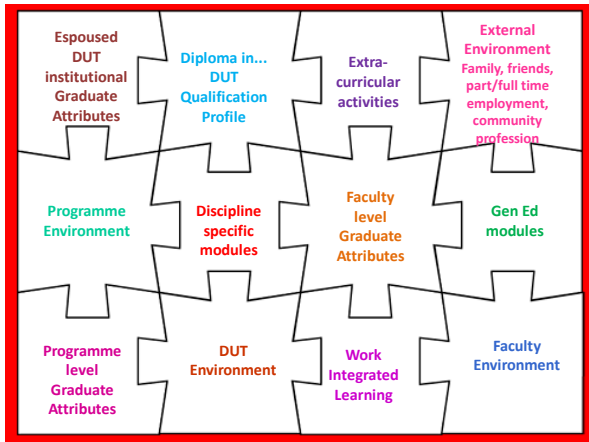 Espoused
DUT
institutional
Graduate
Attributes
Diploma in...
DUT
Qualification
Profile
Extra-
curricular
activities
External
Environment
Family, friends,
part/full time
employment,
community
profession
Programme
Environment
Discipline
specific
modules
Faculty
level
Graduate
Attributes
Gen Ed
modules
Programme
level
Graduate
Attributes
DUT
Environment
Work
Integrated
Learning
Faculty
Environment